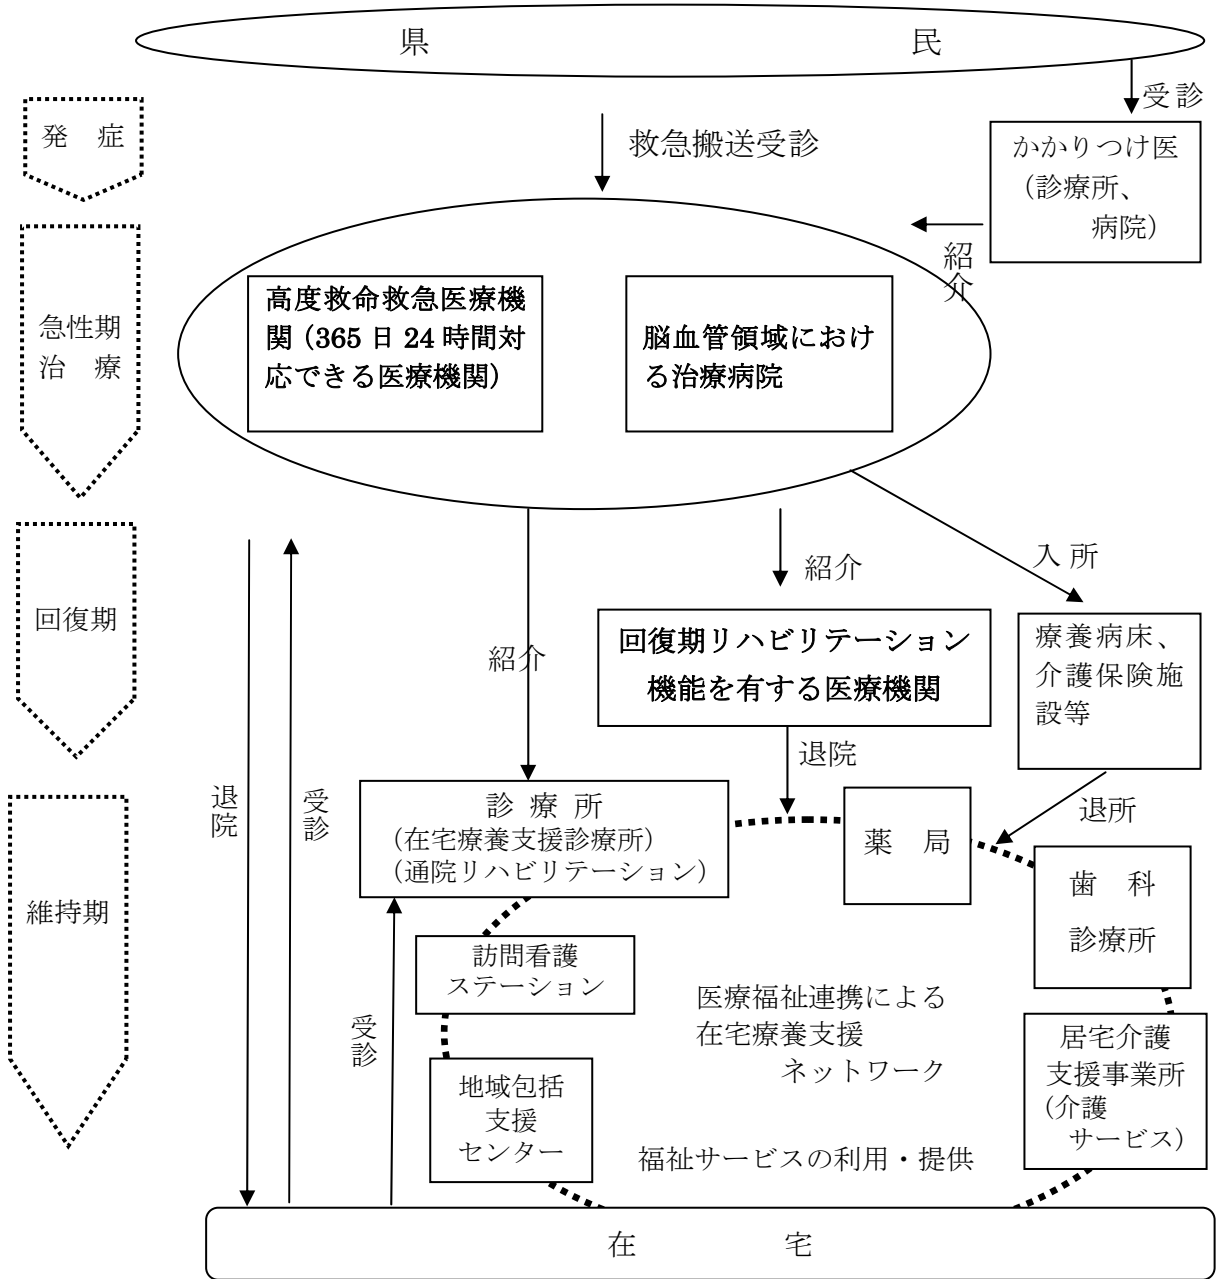 県　民
受診
発　症
救急搬送受診
かかりつけ医
（診療所、
病院）
紹介
急性期
治　療
高度救命救急医療機
関（365 日 24 時間対
応できる医療機関）
脳血管領域におけ
る治療病院
回復期
紹介
紹介
入 所
回復期リハビリテーション
機能を有する医療機関
療養病床、
介護保険施
設等
退院
受診
退院
退所
維持期
診 療 所
(在宅療養支援診療所)
（通院リハビリテーション）
薬　局
歯　科
診療所
訪問看護
ステーション
医療福祉連携による
在宅療養支援
ネットワーク
居宅介護
支援事業所
(介護
サービス）
受診
地域包括
支援
センター
福祉サービスの利用・提供
在　宅